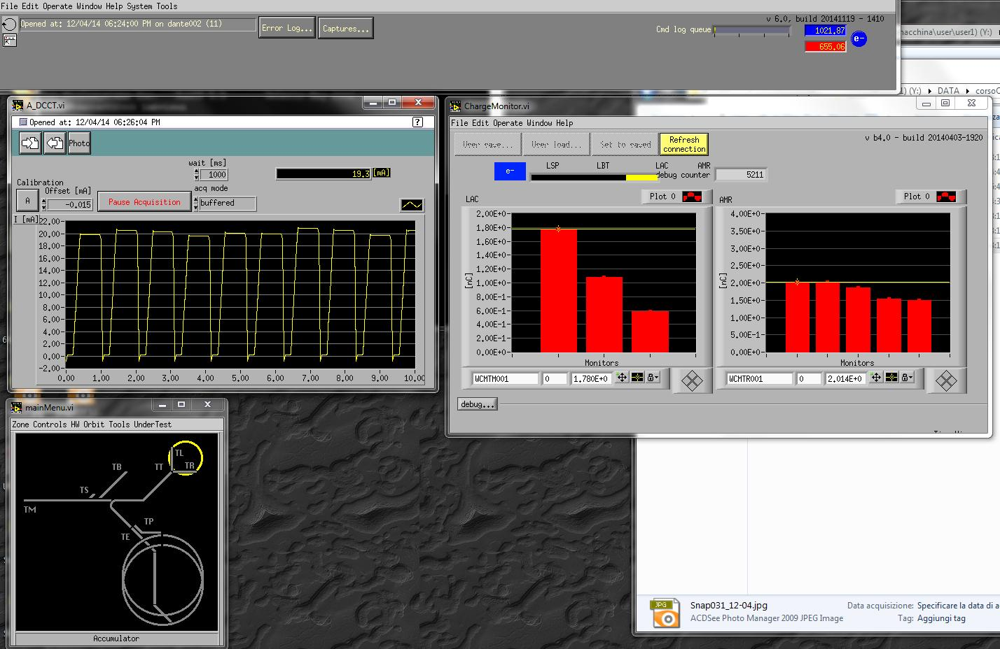 File Edit Operate Window Help System Tools
Opened at: 12/04/14 06:24:00 PM on dante002 (11)
Error Log...
Captures...
v 6.0, build 20141119 - 1410
Cmd log queue
1021.87
e-
655.06
macchina\user\user1) (Y:)
(Y:) ▸ DATA ▸
A_DCCT.vi
Opened at: 12/04/14 06:26:04 PM
?
Photo
wait [ms]
1000
19.3 [mA]
Calibration
Offset [mA]
acq mode
A
-0.015
Pause Acquisition
buffered
I [mA]
22.00
20.00
18.00
16.00
14.00
12.00
10.00
8.00
6.00
4.00
2.00
0.00
-2.00
0.00 1.00 2.00 3.00 4.00 5.00 6.00 7.00 8.00 9.00 10.00
ChargeMonitor.vi
File Edit Operate Window Help
User save...
User load...
Set to saved
Refresh
connection
v b4.0 - build 20140403-1920
e-
LSP LBT LAC AMR
debug counter
5211
LAC
Plot 0
2.00E+0
1.80E+0
1.60E+0
1.40E+0
1.20E+0
1.00E+0
8.00E-1
6.00E-1
4.00E-1
2.00E-1
0.00E+0
[nC]
Monitors
WCMTM001 0 1.780E+0
AMR
Plot 0
4.00E+0
3.50E+0
3.00E+0
2.50E+0
2.00E+0
1.50E+0
1.00E+0
5.00E-1
0.00E+0
[nC]
Monitors
WCMTR001 0 2.014E+0
debug...
mainMenu.vi
Zone Controls HW Orbit Tools UnderTest
TL
TR
TT
TB
TS
TM
TP
TE
Accumulator
JPG
Snap031_12-04.jpg
ACDSee Photo Manager 2009 JPEG Image
Data acquisizione: Specificare la data di
Tag: Aggiungi tag